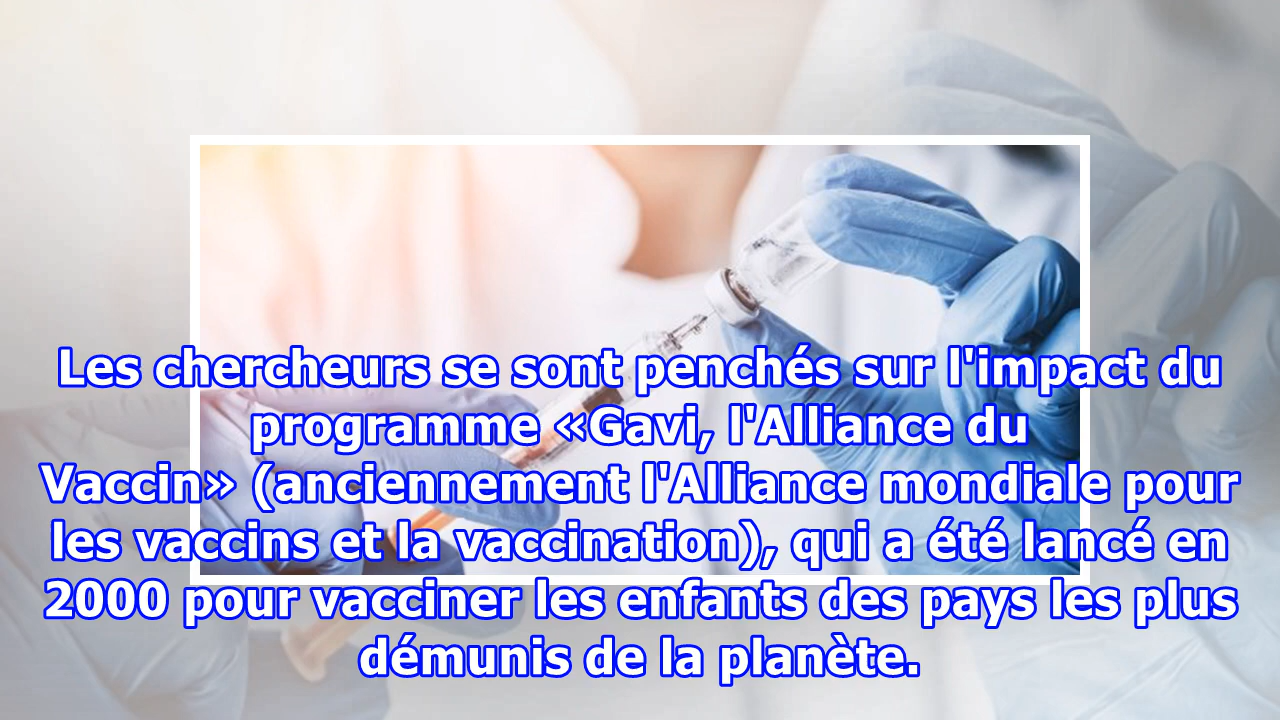 Les chercheurs se sont penchés sur l'impact du
programme «Gavi, l'Alliance du
Vaccin» (anciennement l'Alliance mondiale pour
les vaccins et la vaccination), qui a été lancé en
2000 pour vacciner les enfants des pays les plus
démunis de la planète.